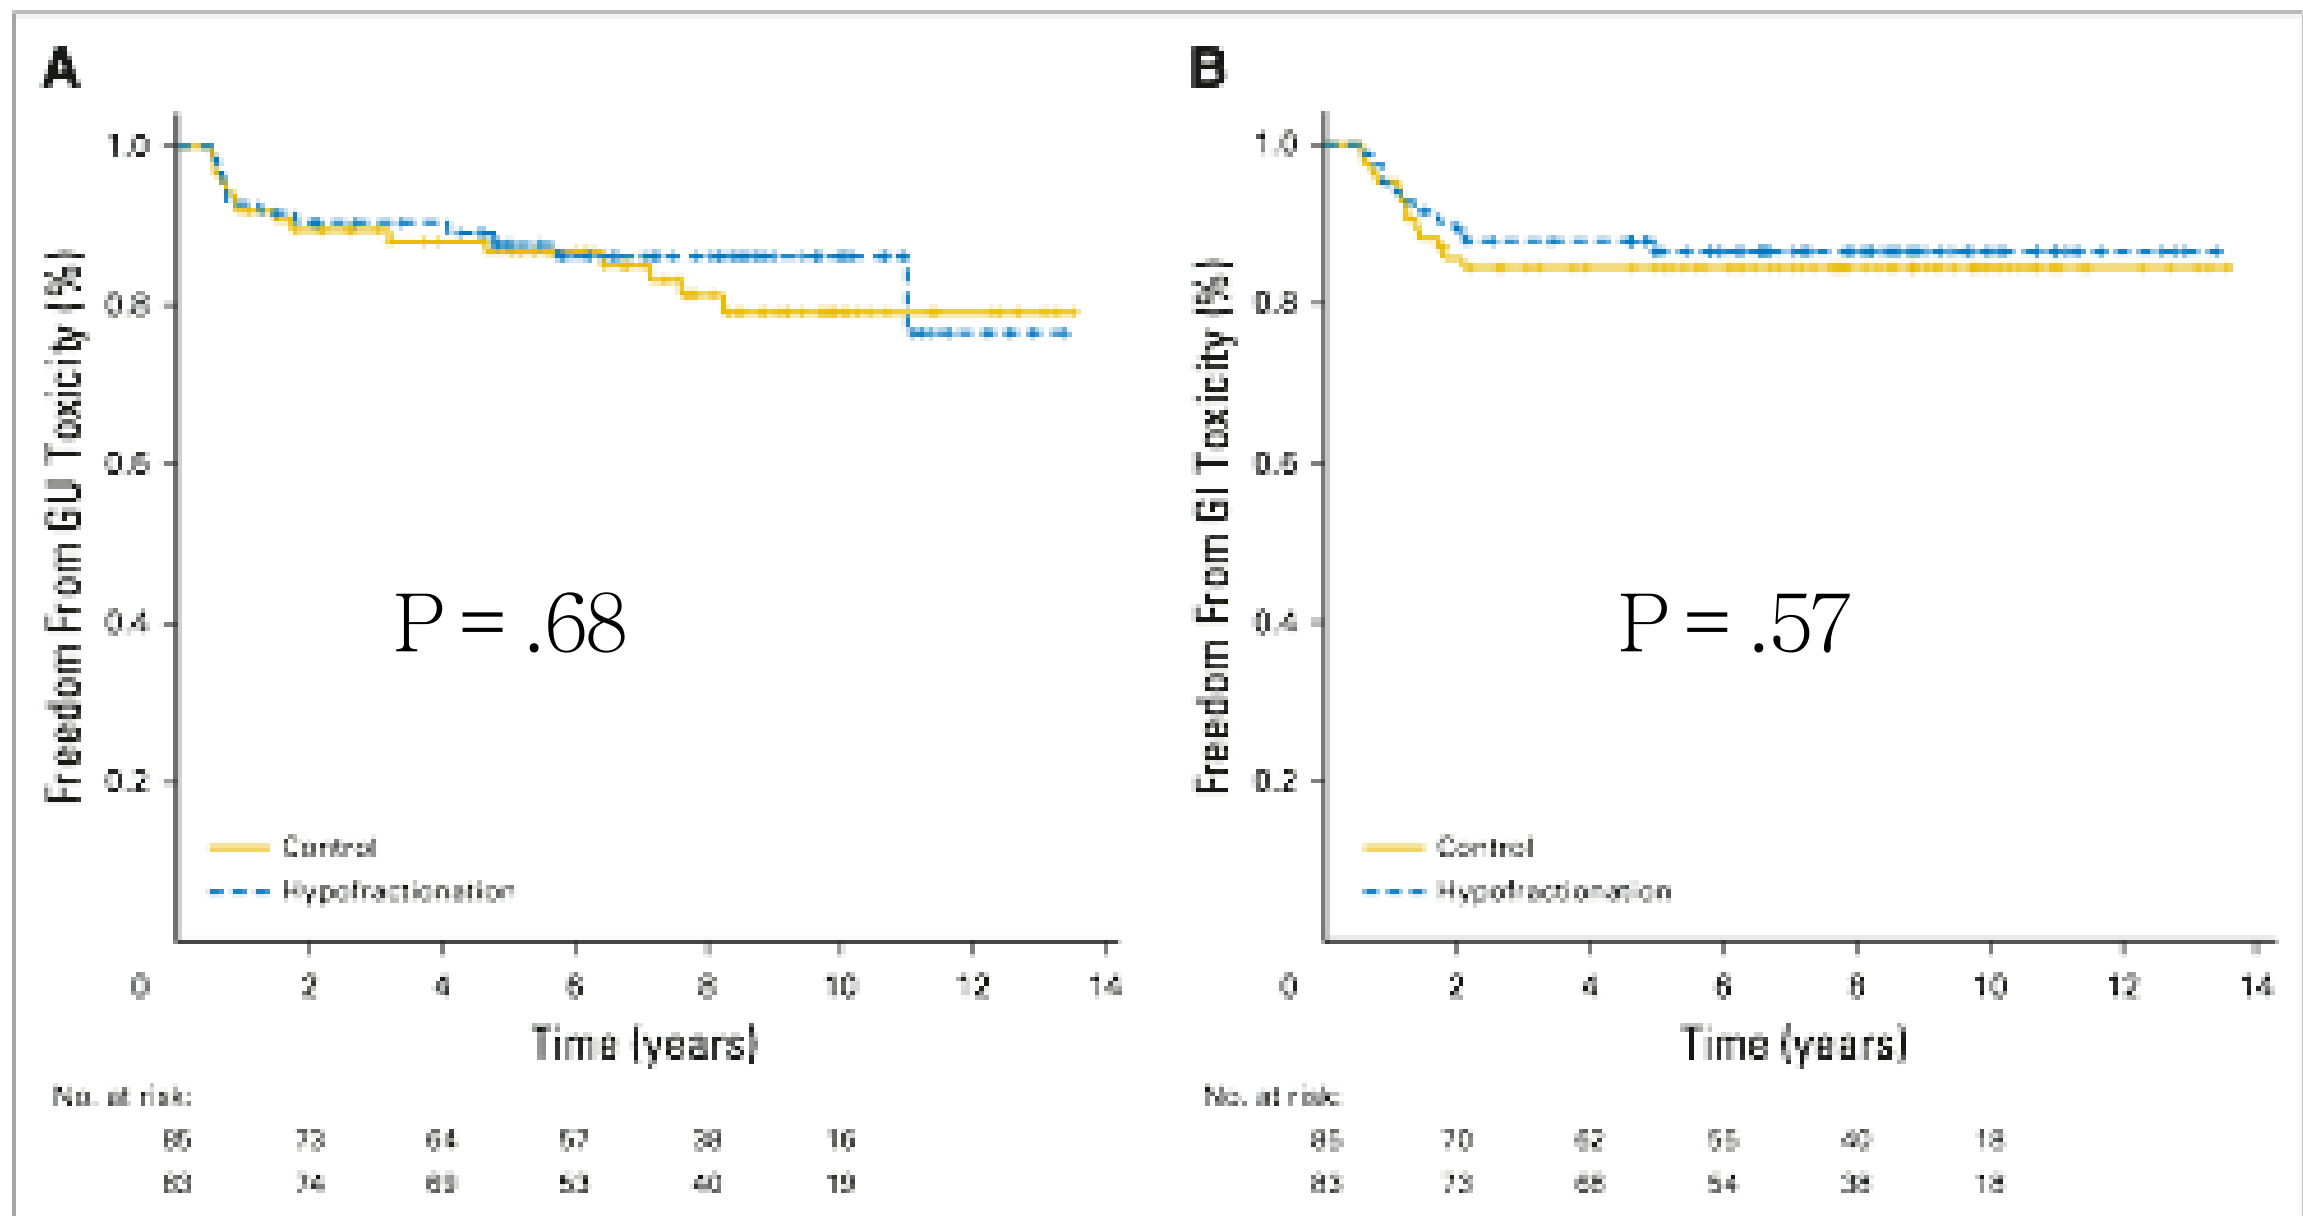 A
Freedom From GU Toxicity (%)
1.0
0.8
0.6
0.4
0.2
P = .68
Control
Hypofractionation
0 2 4 6 8 10 12 14
Time (years)
No. at risk:
85 73 64 57 38 16
83 74 69 53 40 19
B
Freedom From GI Toxicity (%)
1.0
0.8
0.6
0.4
0.2
P = .57
Control
Hypofractionation
0 2 4 6 8 10 12 14
Time (years)
No. at risk:
85 70 62 55 40 18
83 73 68 54 38 18